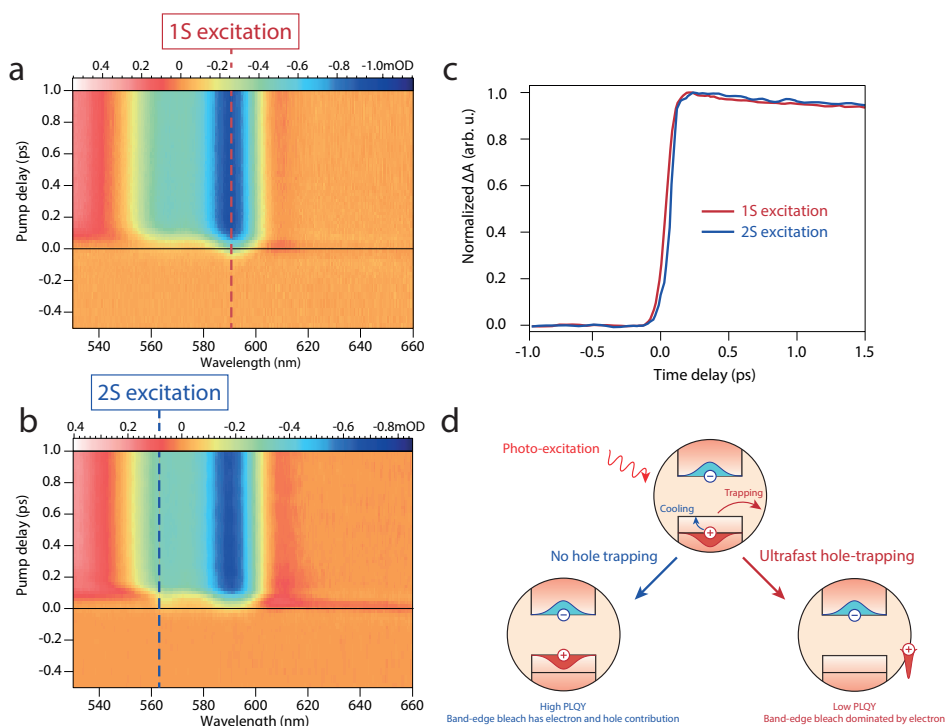 1S excitation
a
0.4 0.2 0 -0.2 -0.4 -0.6 -0.8 -1.0mOD
1.0
0.8
0.6
0.4
0.2
0.0
-0.2
-0.4
Pump delay (ps)
540 560 580 600 620 640 660
Wavelength (nm)
2S excitation
b
0.4 0.2 0 -0.2 -0.4 -0.6 -0.8mOD
1.0
0.8
0.6
0.4
0.2
0.0
-0.2
-0.4
Pump delay (ps)
540 560 580 600 620 640 660
Wavelength (nm)
c
1.0
0.8
0.6
0.4
0.2
0.0
Normalized ΔA (arb. u.)
1S excitation
2S excitation
-1.0 -0.5 0.0 0.5 1.0 1.5
Time delay (ps)
d
Photo-excitation
−
Trapping
Cooling
+
No hole trapping
Ultrafast hole-trapping
− −
+ +
High PLQY
Band-edge bleach has electron and hole contribution
Low PLQY
Band-edge bleach dominated by electron